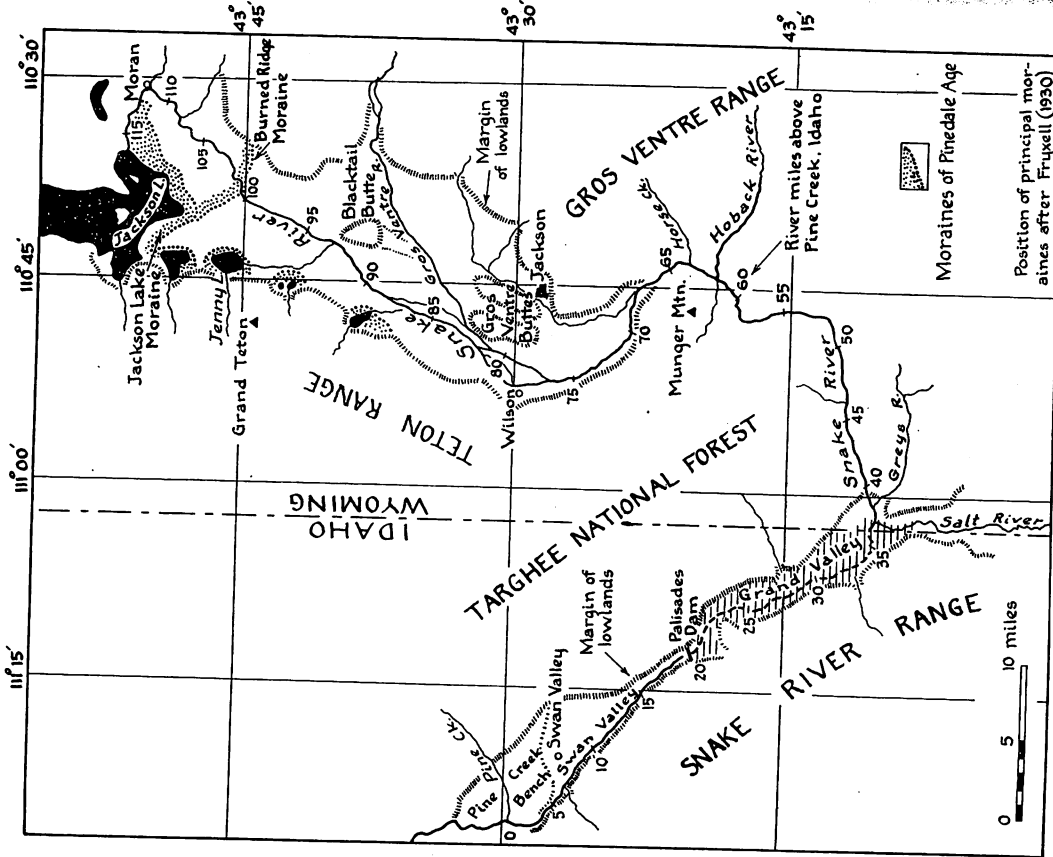 110° 30'
110° 45'
111° 00'
111° 15'
43° 45'
43° 30'
43° 15'
Moran
Jackson L.
Jackson Lake
Moraine
Jenny L.
Grand Teton
Burned Ridge
Moraine
Blacktail
Butte
Gros Ventre R.
Margin
of lowlands
GROS VENTRE RANGE
Gros
Ventre
Buttes
Jackson
Snake River
Wilson
TETON RANGE
Horse Ck.
Hoback River
Munger Mtn.
River miles above
Pine Creek, Idaho
Snake River
Greys R.
Salt River
IDAHO
WYOMING
TARGHEE NATIONAL FOREST
Margin of
lowlands
Palisades
Dam
Grand Valley
SNAKE RIVER RANGE
Pine Ck.
Pine Creek
Bench
Swan Valley
Swan Valley
0
5
10
15
20
25
30
35
40
45
50
55
60
65
70
75
80
85
90
95
100
105
110
115
Moraines of Pinedale Age
Position of principal mor-
aines after Fryxell (1930)
0 5 10 miles